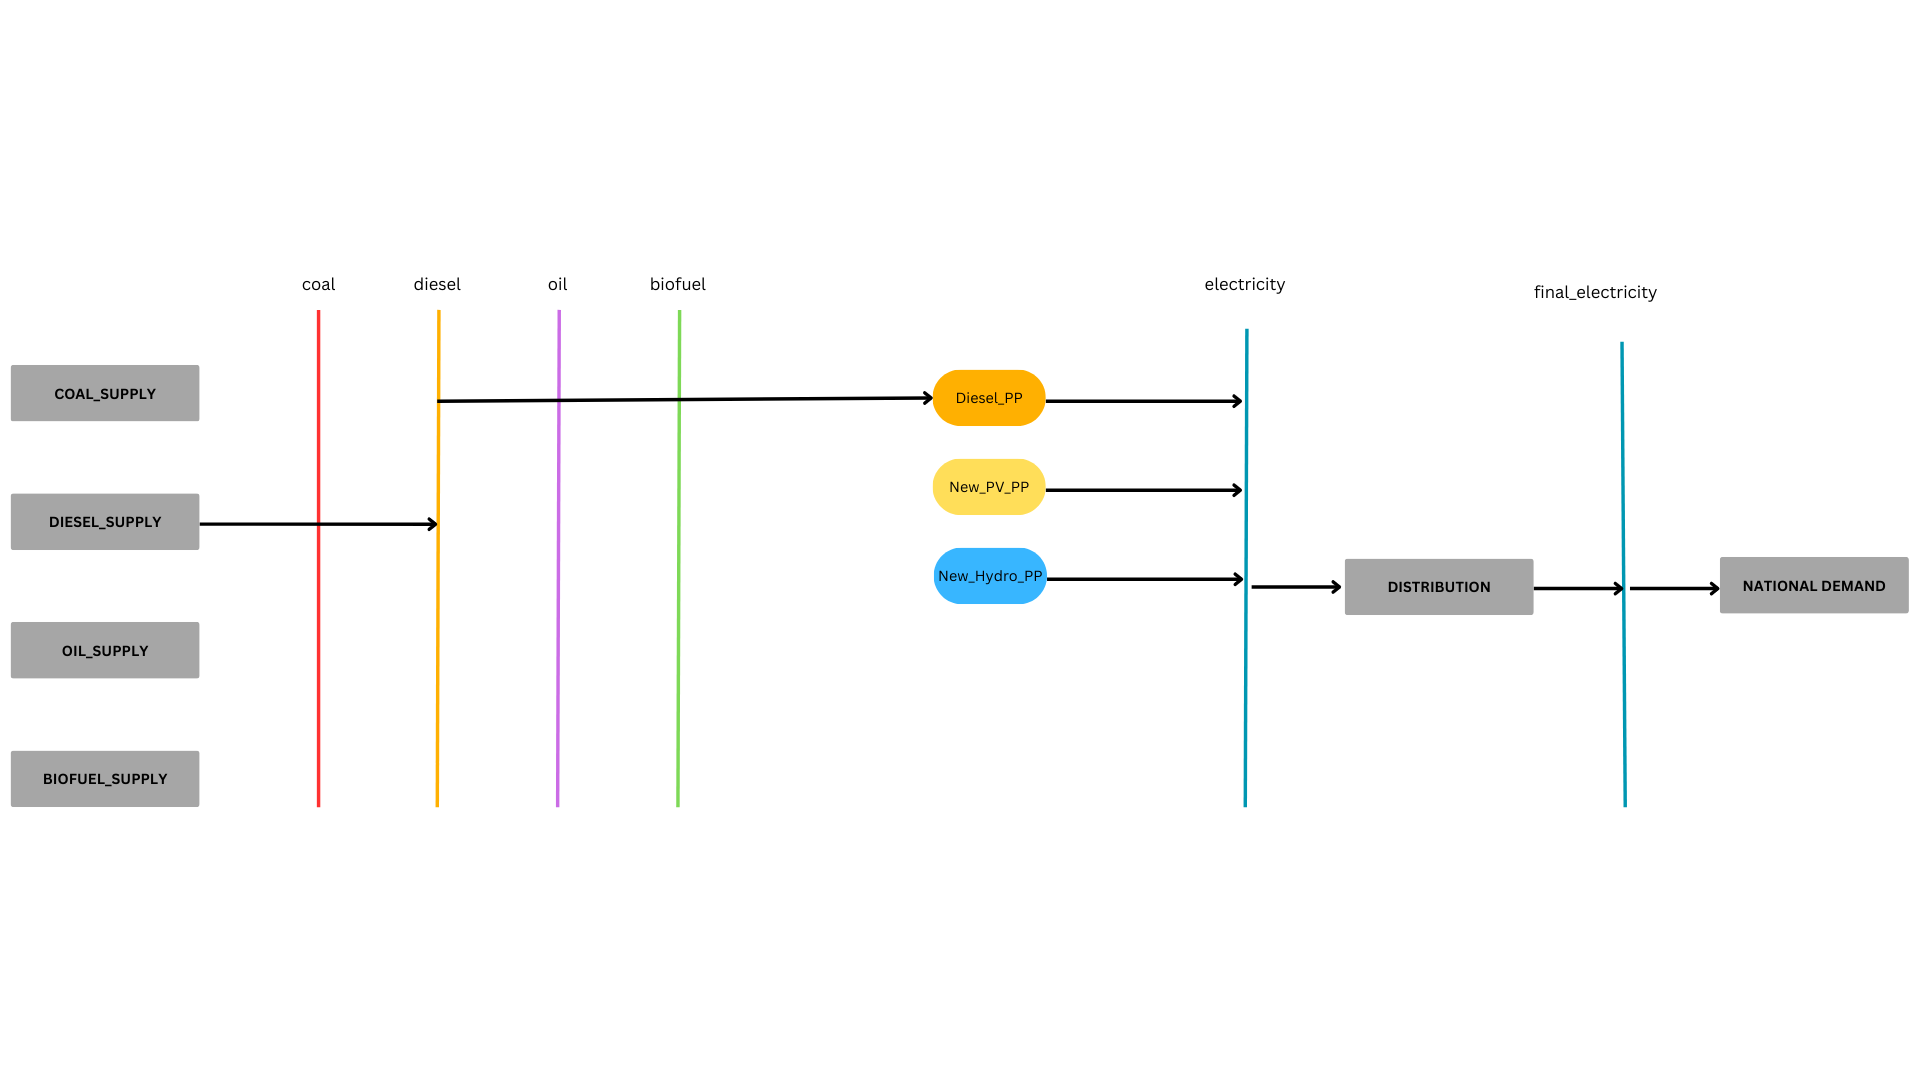 coal
diesel
oil
biofuel
electricity
final_electricity
COAL_SUPPLY
Diesel_PP
New_PV_PP
DIESEL_SUPPLY
New_Hydro_PP
DISTRIBUTION
NATIONAL DEMAND
OIL_SUPPLY
BIOFUEL_SUPPLY